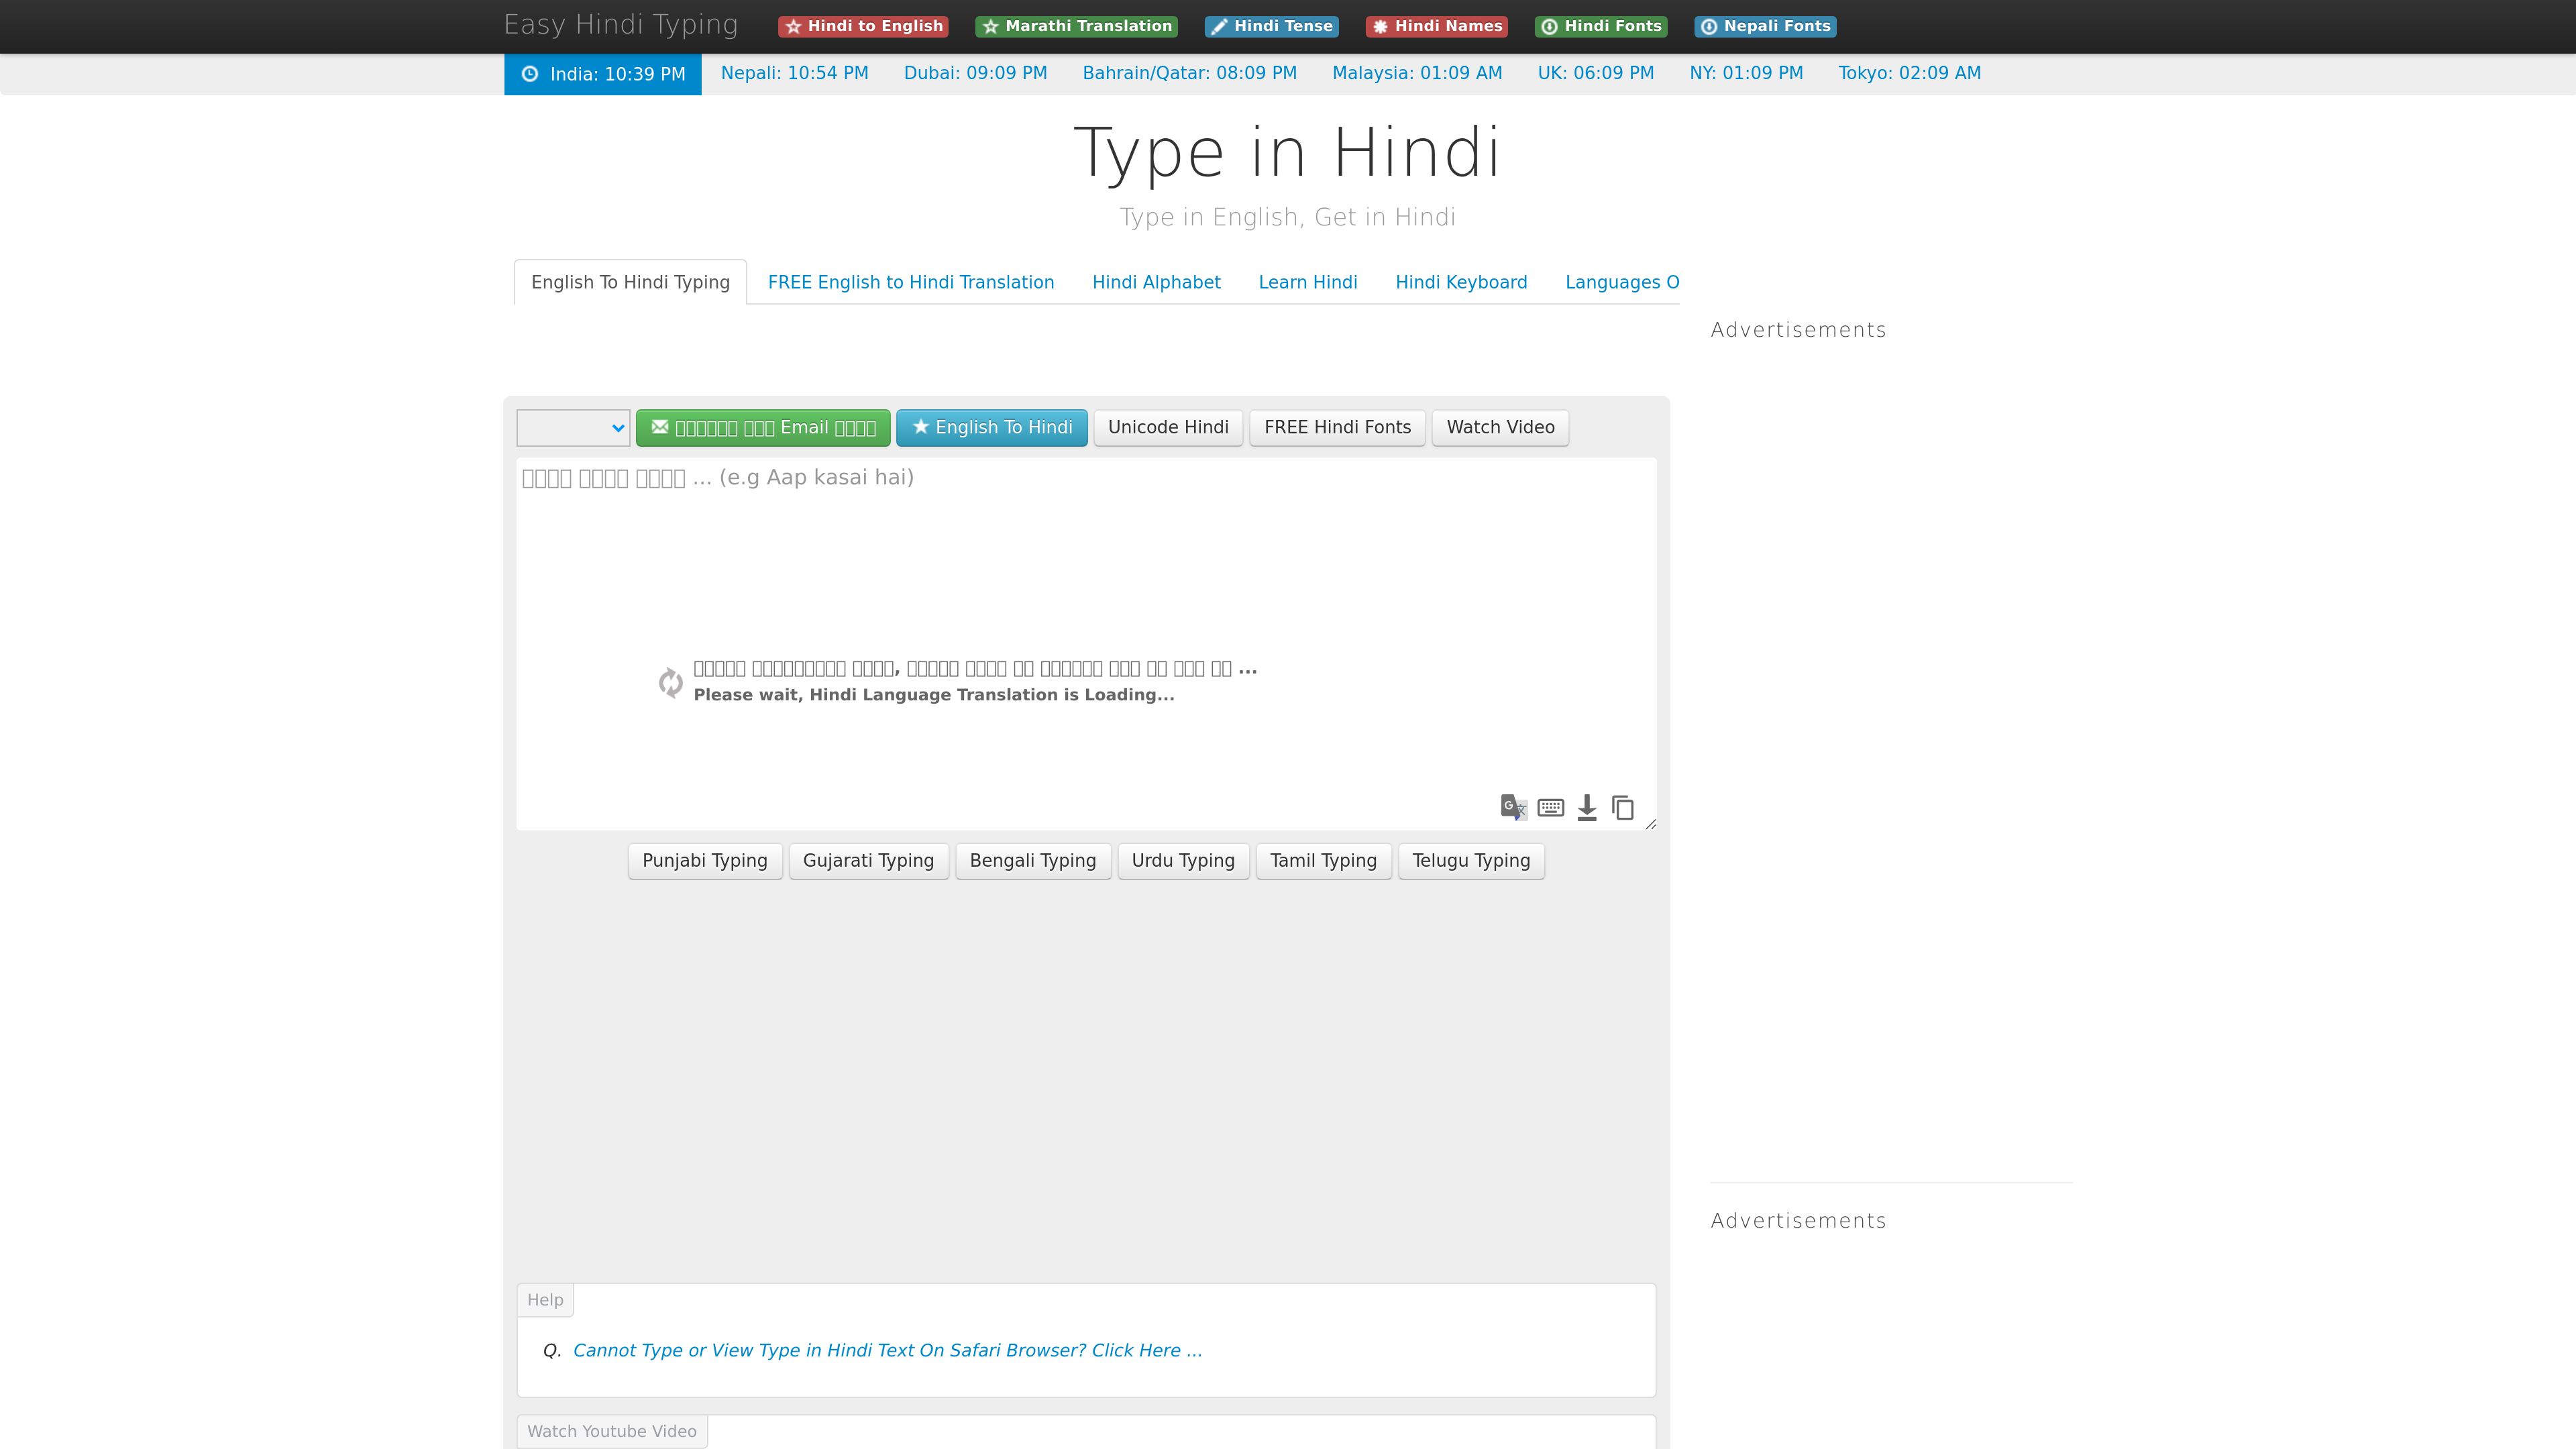 Easy Hindi Typing Hindi to English Marathi Translation Hindi Tense Hindi Names Hindi Fonts Nepali Fonts
India: 10:39 PM Nepali: 10:54 PM Dubai: 09:09 PM Bahrain/Qatar: 08:09 PM Malaysia: 01:09 AM UK: 06:09 PM NY: 01:09 PM Tokyo: 02:09 AM
Type in Hindi
Type in English, Get in Hindi
English To Hindi Typing FREE English to Hindi Translation Hindi Alphabet Learn Hindi Hindi Keyboard Languages O
Advertisements
Email English To Hindi Unicode Hindi FREE Hindi Fonts Watch Video
... (e.g Aap kasai hai)
...
Please wait, Hindi Language Translation is Loading...
Punjabi Typing Gujarati Typing Bengali Typing Urdu Typing Tamil Typing Telugu Typing
Advertisements
Help
Q. Cannot Type or View Type in Hindi Text On Safari Browser? Click Here ...
Watch Youtube Video